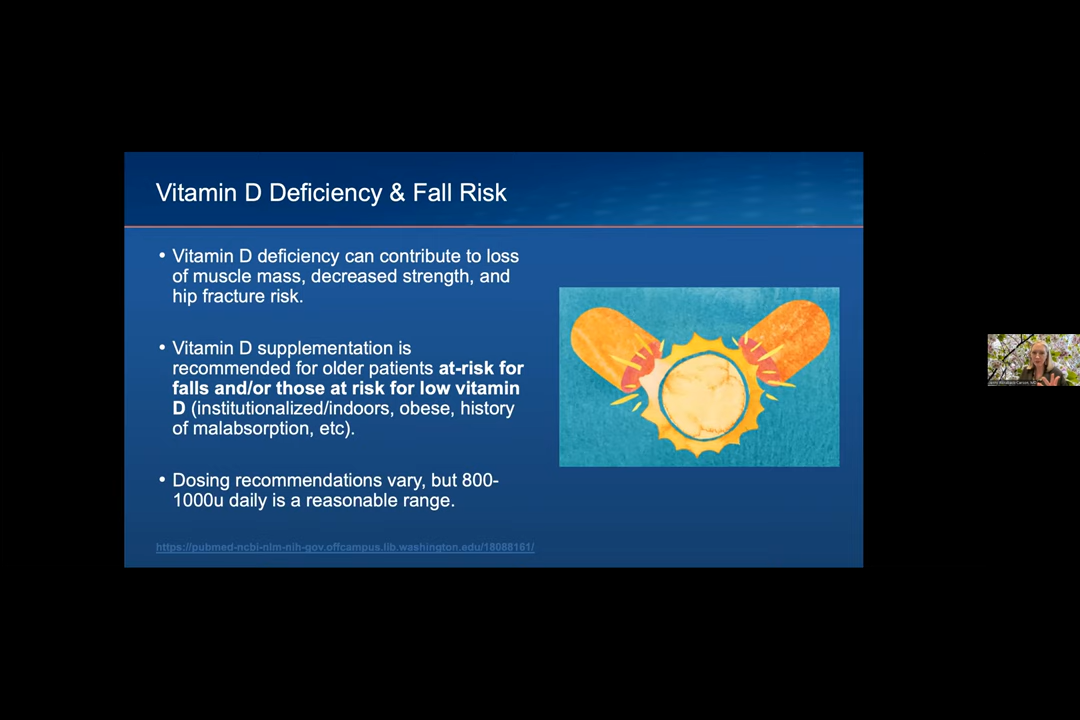 Vitamin D Deficiency & Fall Risk
• Vitamin D deficiency can contribute to loss
of muscle mass, decreased strength, and
hip fracture risk.
• Vitamin D supplementation is
recommended for older patients at-risk for
falls and/or those at risk for low vitamin
D (institutionalized/indoors, obese, history
of malabsorption, etc).
• Dosing recommendations vary, but 800-
1000u daily is a reasonable range.
https://pubmed-ncbi-nlm-nih-gov.offcampus.lib.washington.edu/18088161/